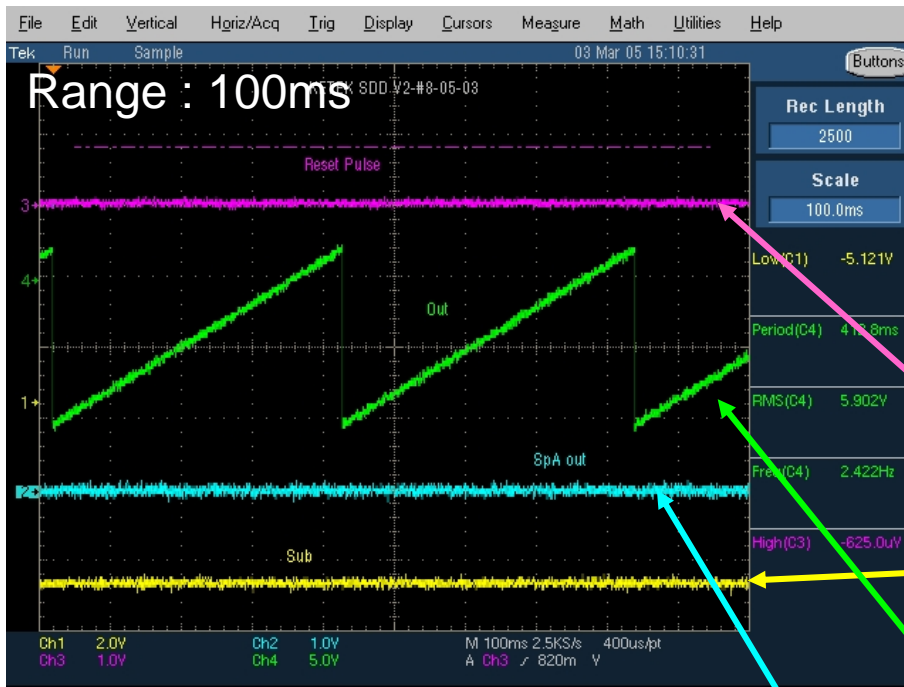 File Edit Vertical Horiz/Acq Trig Display Cursors Measure Math Utilities Help
Tek Run Sample 03 Mar 05 15:10:31
Buttons
Range : 100ms
SDD V2-#8-05-03
Rec Length
2500
Scale
100.0ms
Reset Pulse
3
4
Out
1
SpA out
2
Sub
Low(C1) -5.121V
Period(C4) 412.8ms
RMS(C4) 5.902V
Freq(C4) 2.422Hz
High(C3) -625.0uV
Ch1 2.0V Ch2 1.0V M 100ms 2.5KS/s 400us/pt
Ch3 1.0V Ch4 5.0V A Ch3 820m V